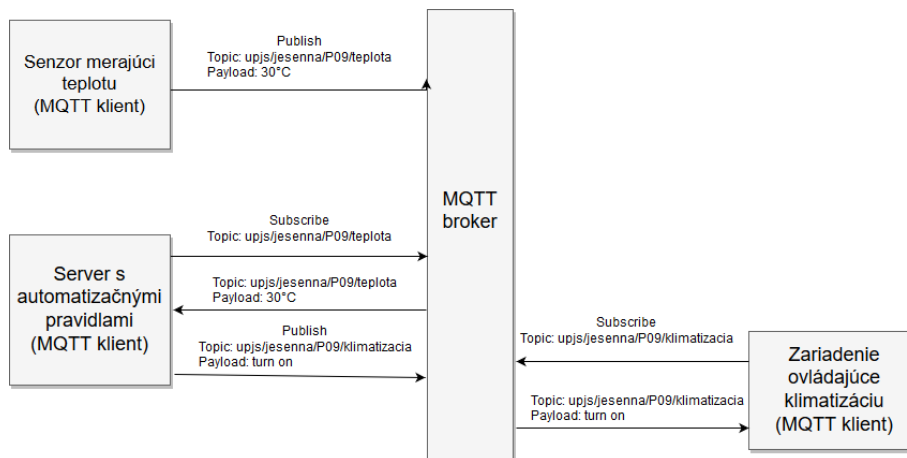 Senzor merajúci
teplotu
(MQTT klient)
Publish
Topic: upjs/jesenna/P09/teplota
Payload: 30°C
MQTT
broker
Subscribe
Topic: upjs/jesenna/P09/teplota
Server s
automatizačnými
pravidlami
(MQTT klient)
Topic: upjs/jesenna/P09/teplota
Payload: 30°C
Publish
Topic: upjs/jesenna/P09/klimatizacia
Payload: turn on
Subscribe
Topic: upjs/jesenna/P09/klimatizacia
Zariadenie
ovládajúce
klimatizáciu
(MQTT klient)
Topic: upjs/jesenna/P09/klimatizacia
Payload: turn on